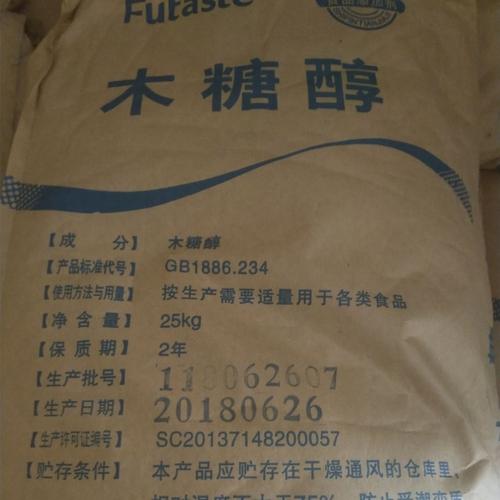 Futaste
木糖醇
【成 分】 木糖醇
【产品标准代号】 GB1886.234
【使用方法与用量】 按生产需要适量用于各类食品
【净含量】 25kg
【保质期】 2年
【生产批号】 118062607
【生产日期】 20180626
【生产许可证编号】 SC20137148200057
【贮存条件】 本产品应贮存在干燥通风的仓库里,